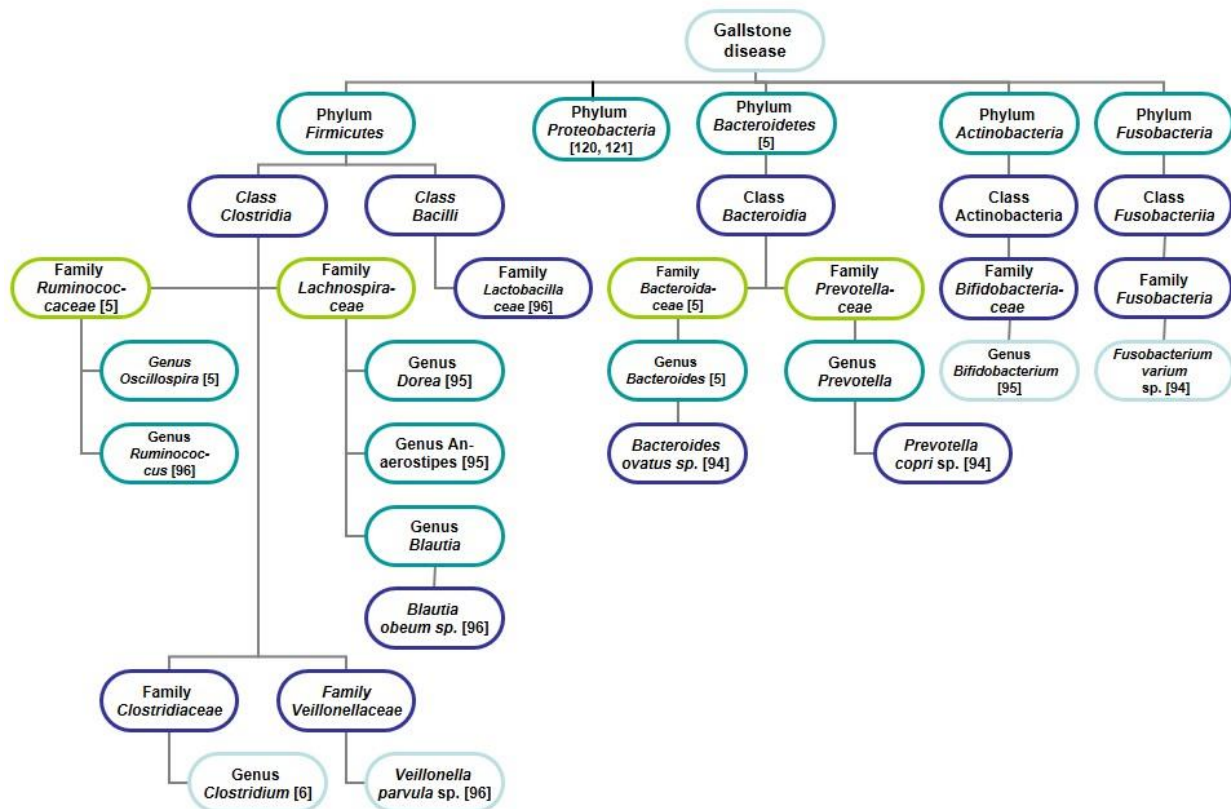 Gallstone
disease
Phylum
Firmicutes
Phylum
Proteobacteria
[120, 121]
Phylum
Bacteroidetes
[5]
Phylum
Actinobacteria
Phylum
Fusobacteria
Class
Clostridia
Class
Bacilli
Class
Bacteroidia
Class
Actinobacteria
Class
Fusobacteriia
Family
Ruminococ-
caceae [5]
Family
Lachnospira-
ceae
Family
Lactobacilla
ceae [96]
Family
Bacteroida-
ceae [5]
Family
Prevotella-
ceae
Family
Bifidobacteria-
ceae
Family
Fusobacteria
Genus
Oscillospira [5]
Genus
Dorea [95]
Genus
Bacteroides [5]
Genus
Prevotella
Genus
Bifidobacterium
[95]
Fusobacterium
varium
sp. [94]
Genus
Ruminococ-
cus [96]
Genus An-
aerostipes [95]
Bacteroides
ovatus sp. [94]
Prevotella
copri sp. [94]
Genus
Blautia
Blautia
obeum sp. [96]
Family
Clostridiaceae
Family
Veillonellaceae
Genus
Clostridium [6]
Veillonella
parvula sp. [96]